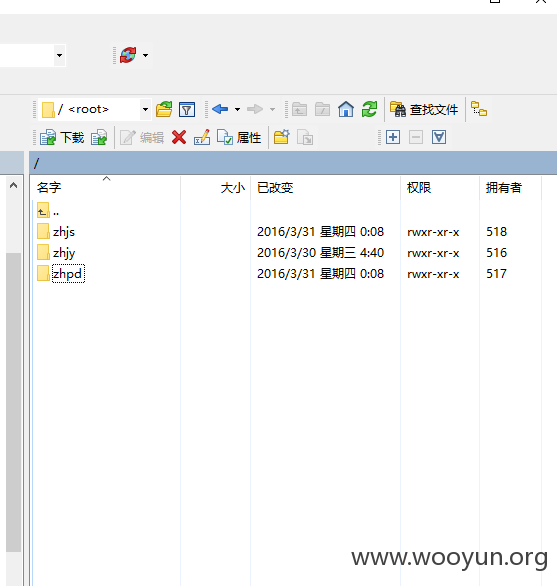 / <root>
查找文件
下载 编辑 属性
/
名字 大小 已改变 权限 拥有者
..
zhjs 2016/3/31 星期四 0:08 rwxr-xr-x 518
zhjy 2016/3/30 星期三 4:40 rwxr-xr-x 516
zhpd 2016/3/31 星期四 0:08 rwxr-xr-x 517
www.wooyun.org